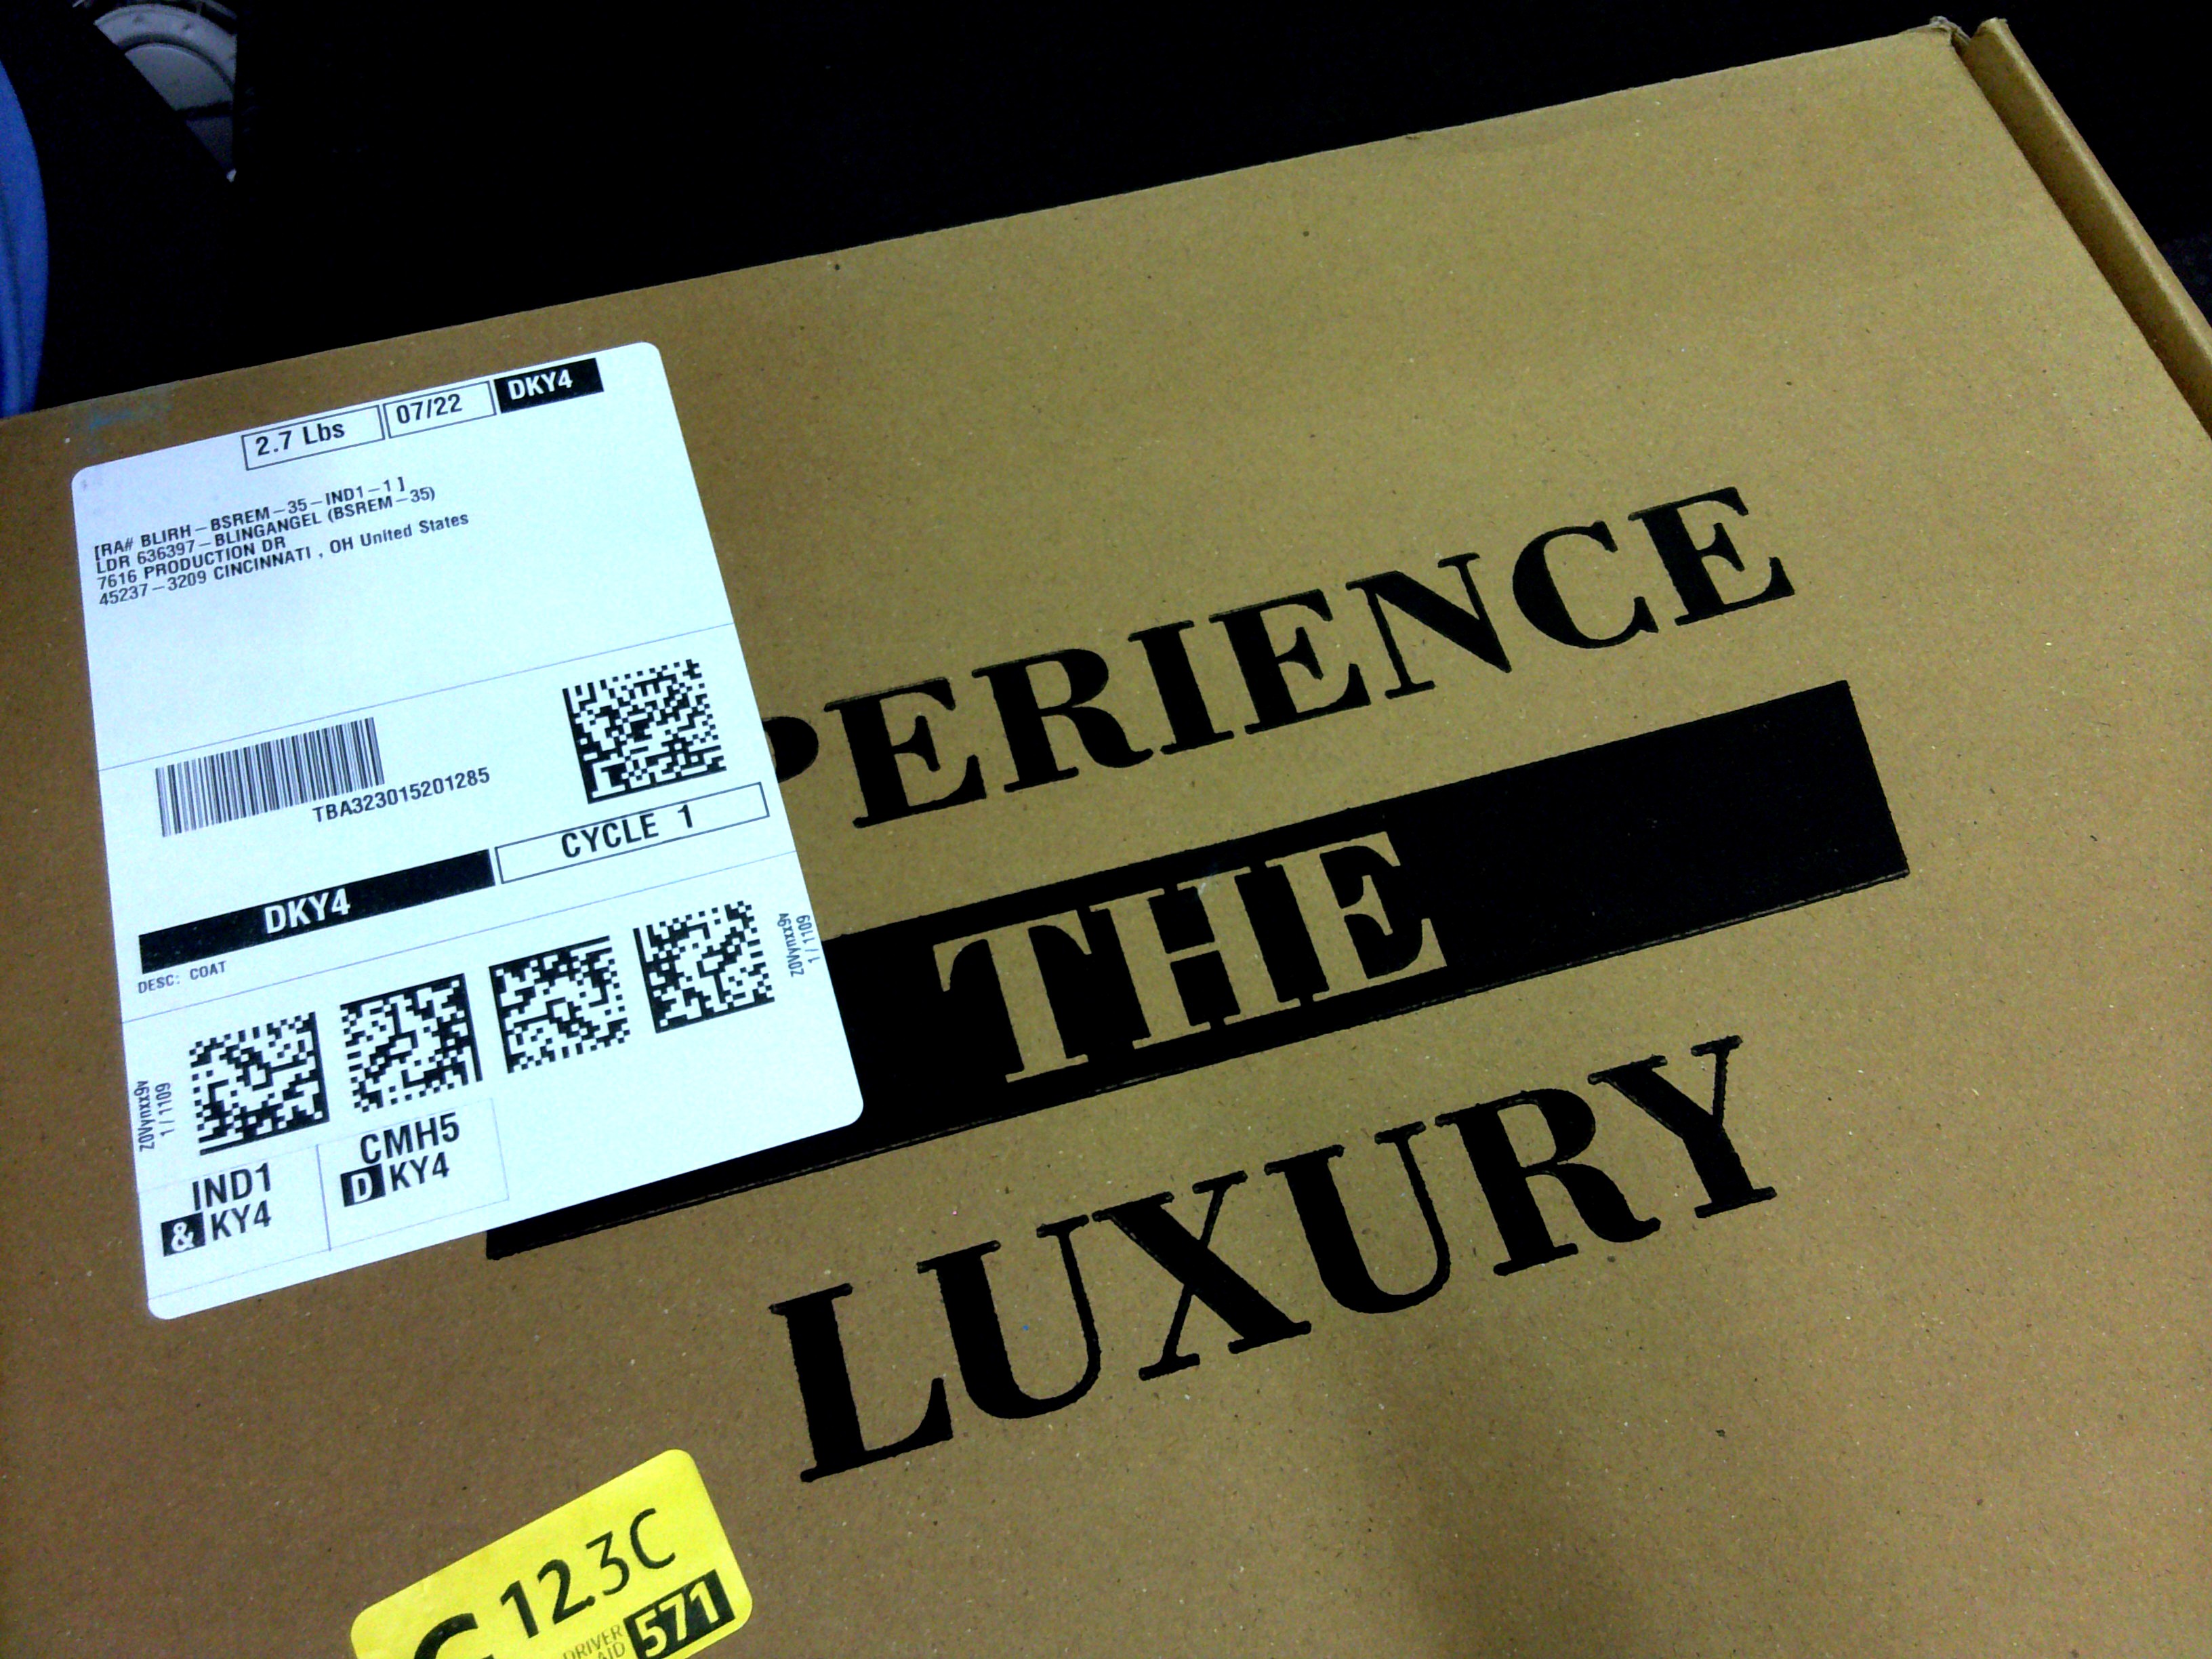 2.7 Lbs 07/22 DKY4
[RA# BLIRH-BSREM-35-IND1-1]
LDR 636397-BLINGANGEL (BSREM-35)
7616 PRODUCTION DR
45237-3209 CINCINNATI , OH United States
TBA323015201285
CYCLE 1
DKY4
DESC: COAT
1 / 1109
1 / 1109
IND1
& KY4
CMH5
D KY4
PERIENCE
THE
LUXURY
12.3C
DRIVER
AID
571